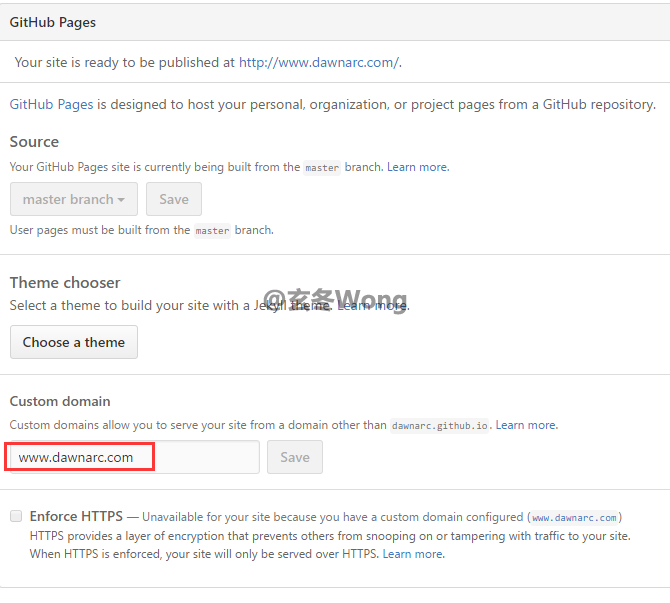 GitHub Pages
Your site is ready to be published at http://www.dawnarc.com/.
GitHub Pages is designed to host your personal, organization, or project pages from a GitHub repository.
Source
Your GitHub Pages site is currently being built from the master branch. Learn more.
master branch Save
User pages must be built from the master branch.
Theme chooser
@玄冬Wong
Select a theme to build your site with a Jekyll theme. Learn more.
Choose a theme
Custom domain
Custom domains allow you to serve your site from a domain other than dawnarc.github.io. Learn more.
www.dawnarc.com Save
Enforce HTTPS — Unavailable for your site because you have a custom domain configured (www.dawnarc.com)
HTTPS provides a layer of encryption that prevents others from snooping on or tampering with traffic to your site.
When HTTPS is enforced, your site will only be served over HTTPS. Learn more.